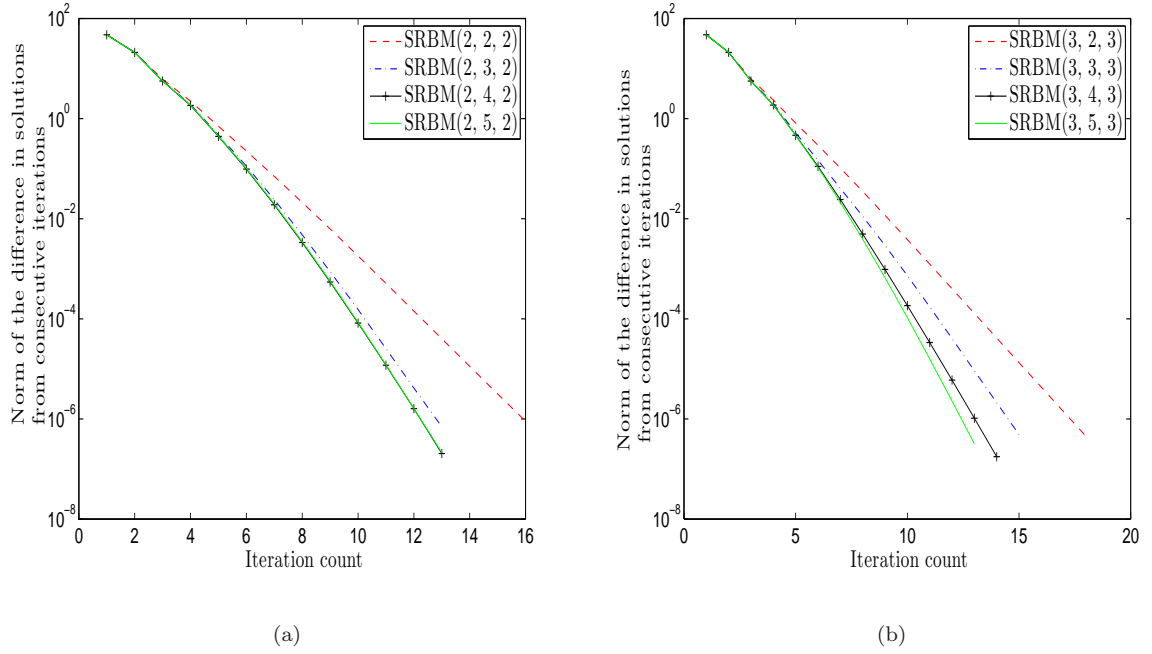 10^2
10^0
10^-2
10^-4
10^-6
10^-8
0 2 4 6 8 10 12 14 16
Iteration count
Norm of the difference in solutions
from consecutive iterations
SRBM(2, 2, 2)
SRBM(2, 3, 2)
SRBM(2, 4, 2)
SRBM(2, 5, 2)
(a)
10^2
10^0
10^-2
10^-4
10^-6
10^-8
0 5 10 15 20
Iteration count
Norm of the difference in solutions
from consecutive iterations
SRBM(3, 2, 3)
SRBM(3, 3, 3)
SRBM(3, 4, 3)
SRBM(3, 5, 3)
(b)